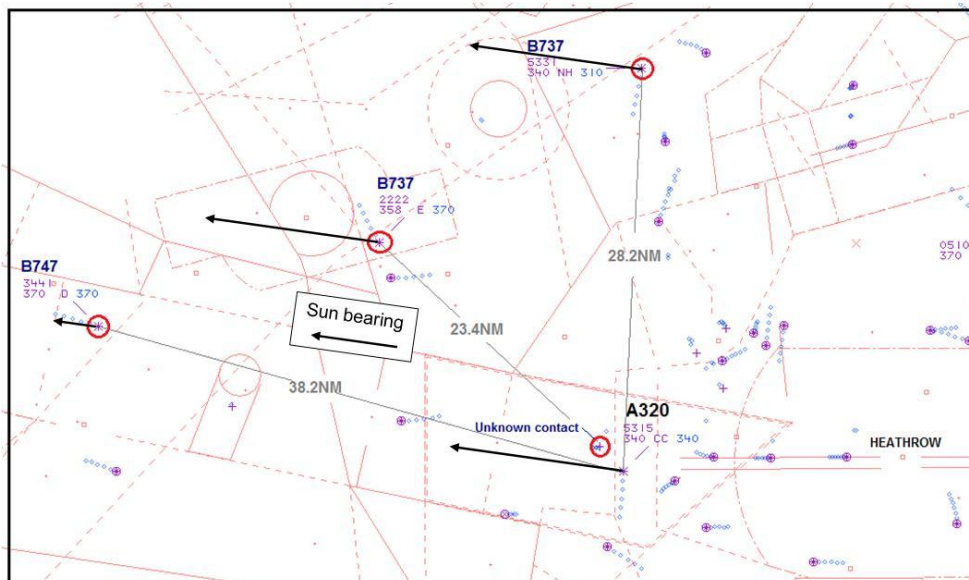 B737
5331
340 NH 310
B737
2222
358 E 370
28.2NM
0510
370
B747
3441
370 D 370
Sun bearing
23.4NM
38.2NM
A320
Unknown contact
5315
340 CC 340
HEATHROW